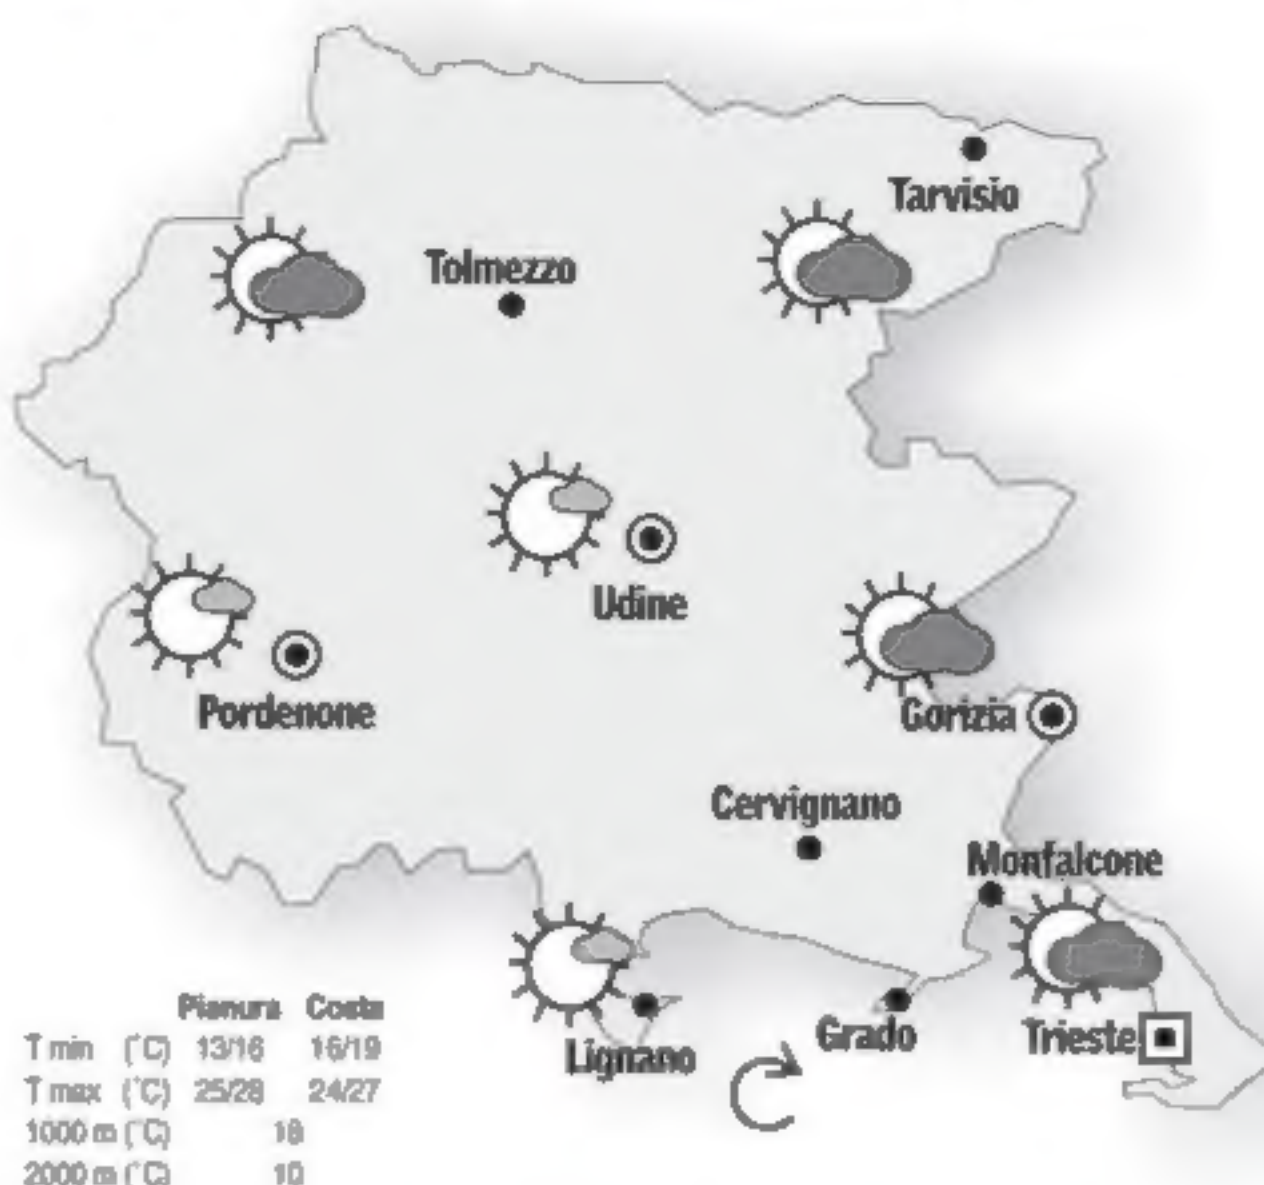 Tarvisio
Tolmezzo
Udine
Pordenone
Gorizia
Cervignano
Monfalcone
Lignano
Grado
Trieste
Pianura Costa
T min (°C) 13/16 16/19
T max (°C) 25/28 24/27
1000 m (°C)
2000 m (°C) 10